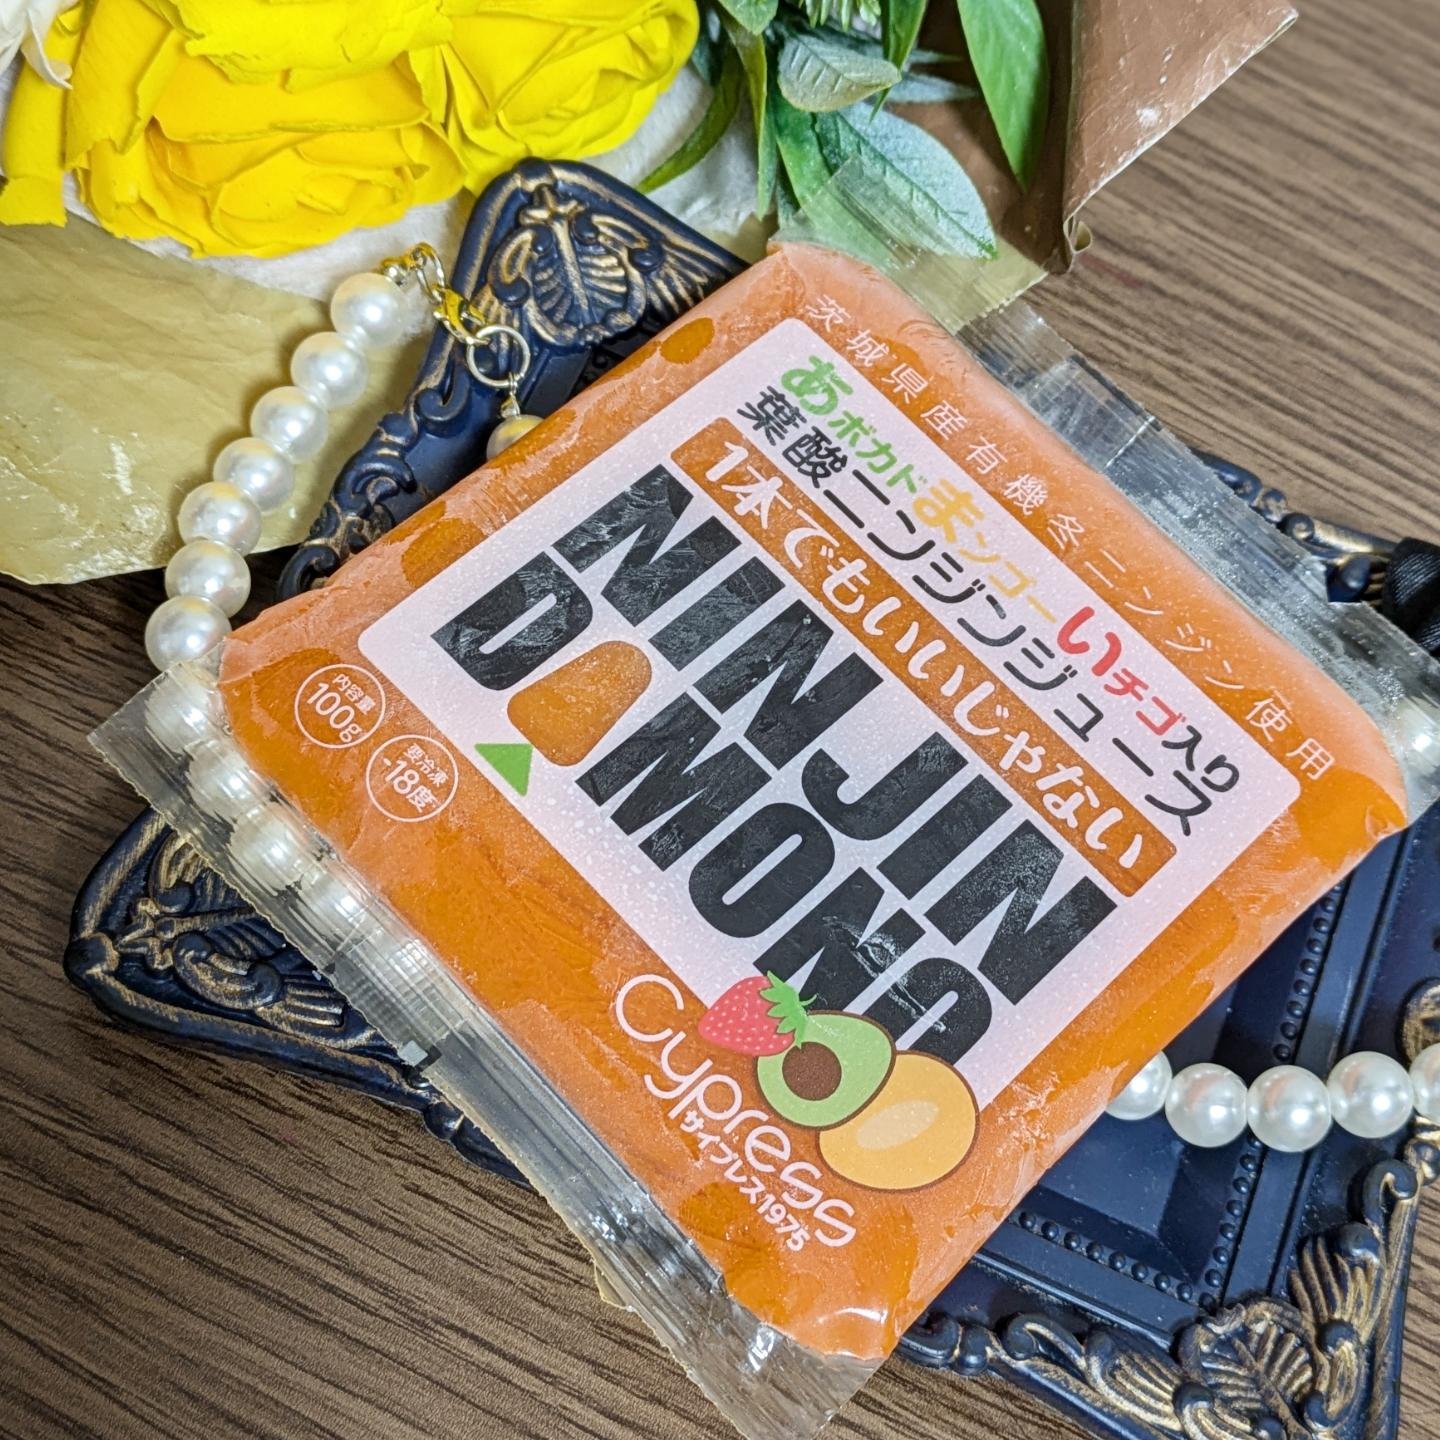 茨城県産有機冬ニンジン使用
あボカドまンゴーいチゴ入り
葉酸ニンジンジュース
1本でもいいじゃない
NINJIN
DAMONO
内容量
100g
要冷凍
-18度
Cypress
サイプレス1975